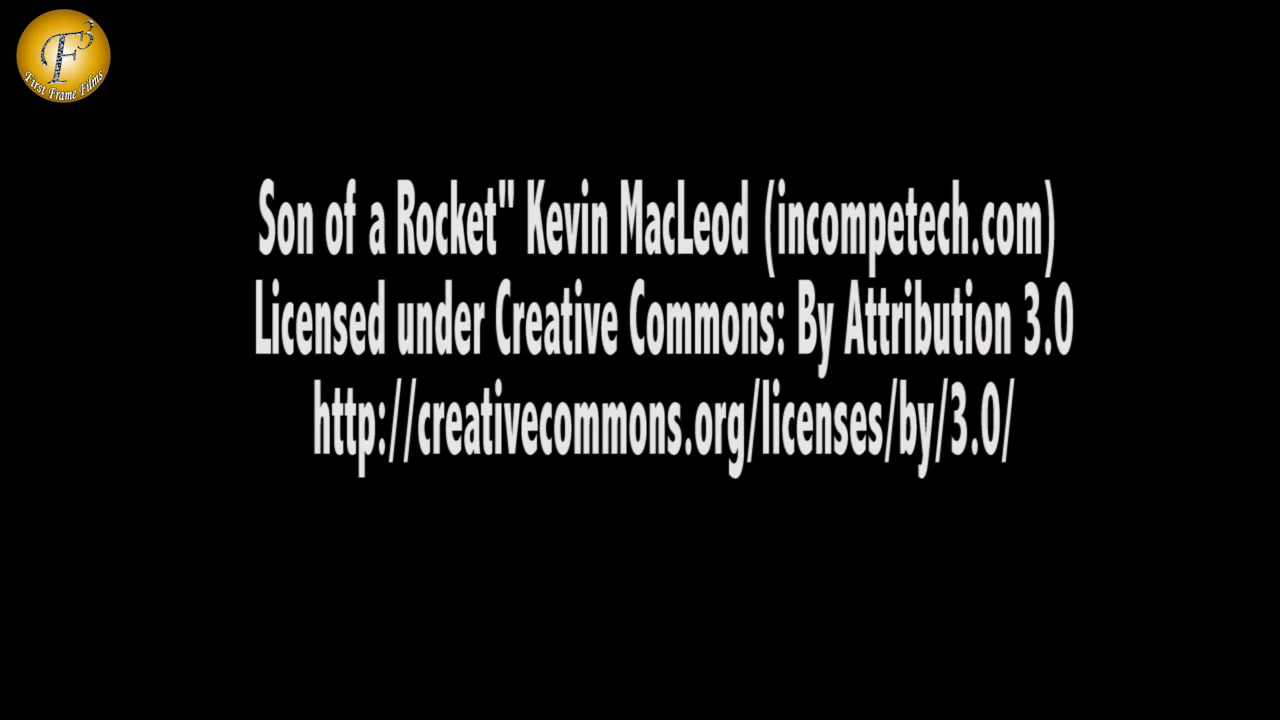 F3
First Frame Films
Son of a Rocket" Kevin MacLeod (incompetech.com)
Licensed under Creative Commons: By Attribution 3.0
http://creativecommons.org/licenses/by/3.0/